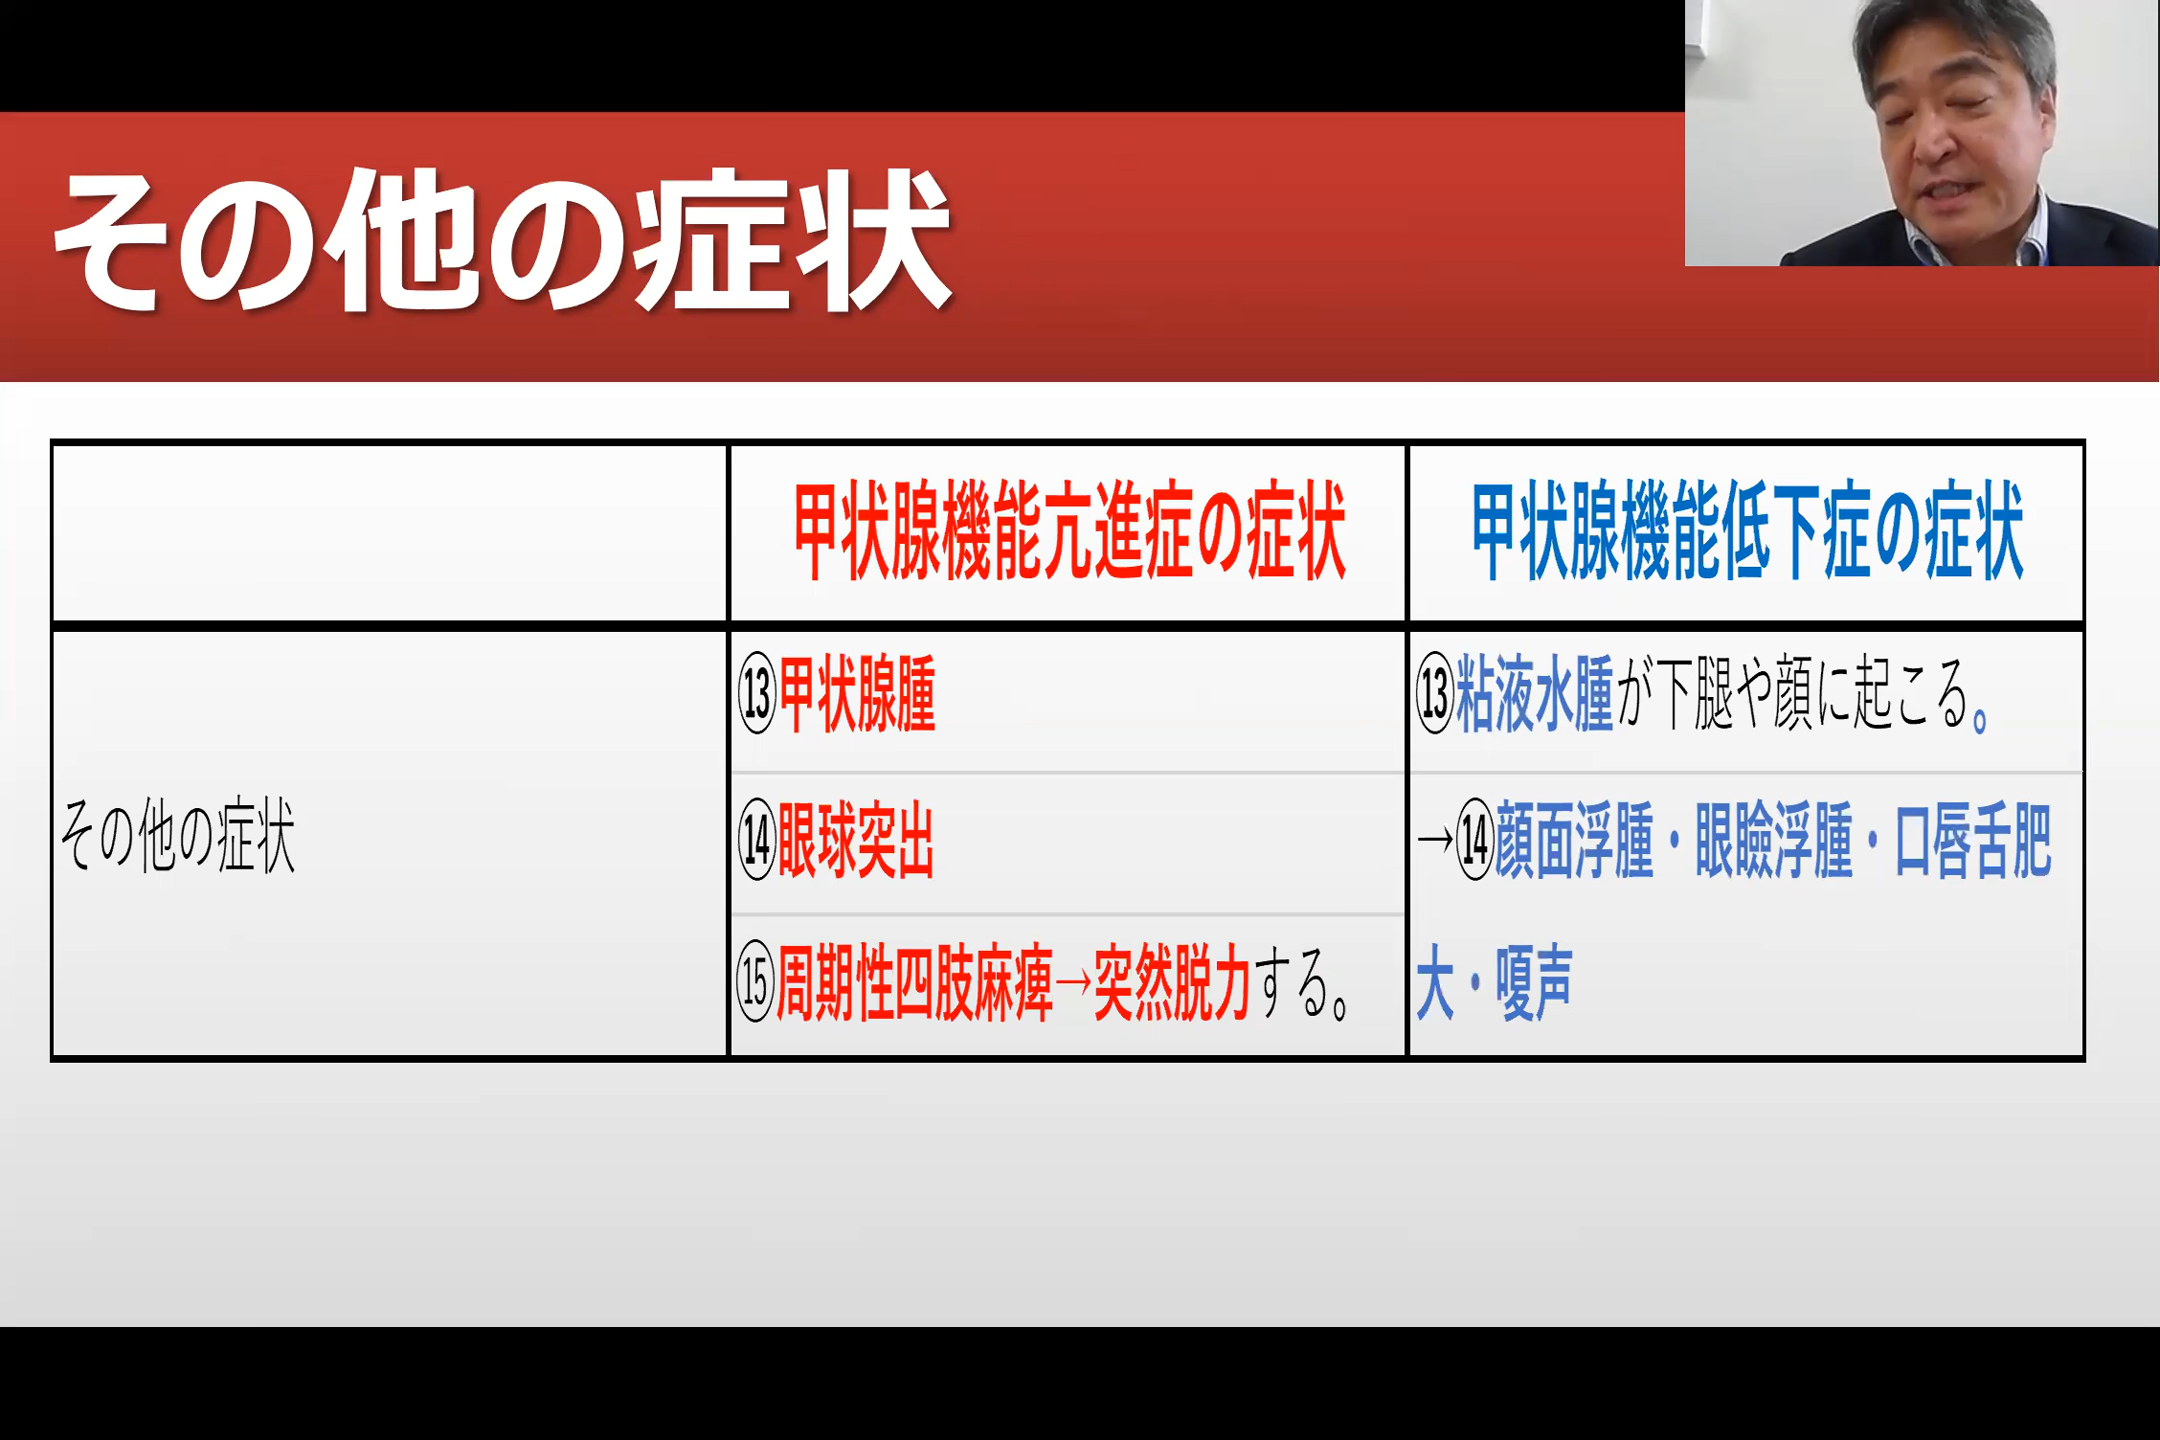 その他の症状
甲状腺機能亢進症の症状
甲状腺機能低下症の症状
その他の症状
⑬甲状腺腫
⑭眼球突出
⑮周期性四肢麻痺→突然脱力する。
⑬粘液水腫が下腿や顔に起こる。
→⑭顔面浮腫・眼瞼浮腫・口唇舌肥
大・嗄声